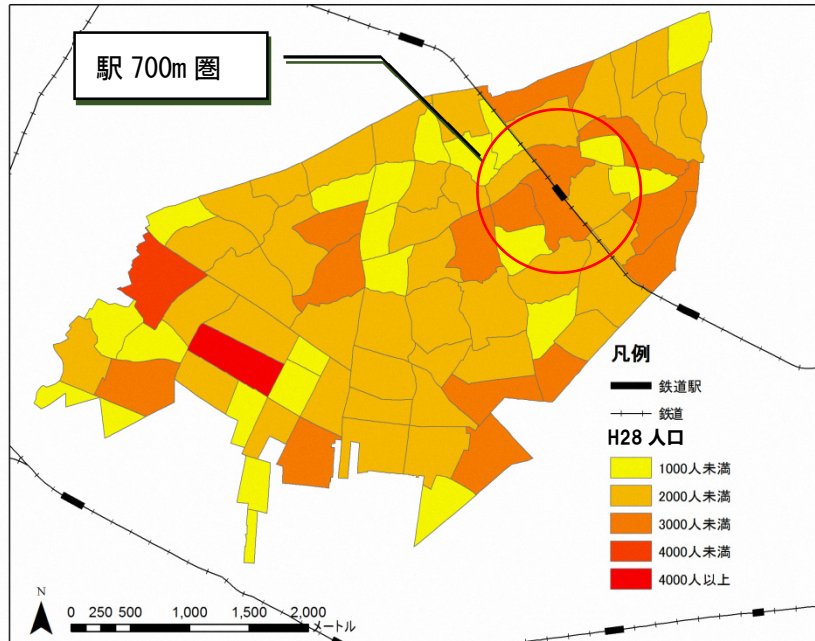 駅 700m 圏
凡例
鉄道駅
鉄道
H28 人口
1000人未満
2000人未満
3000人未満
4000人未満
4000人以上
N
0 250 500 1,000 1,500 2,000
メートル